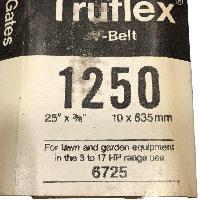 Gates
Truflex®
-Belt
1250
25" x ⅜" 10 x 635mm
For lawn and garden equipment
in the 3 to 17 HP range use
6725